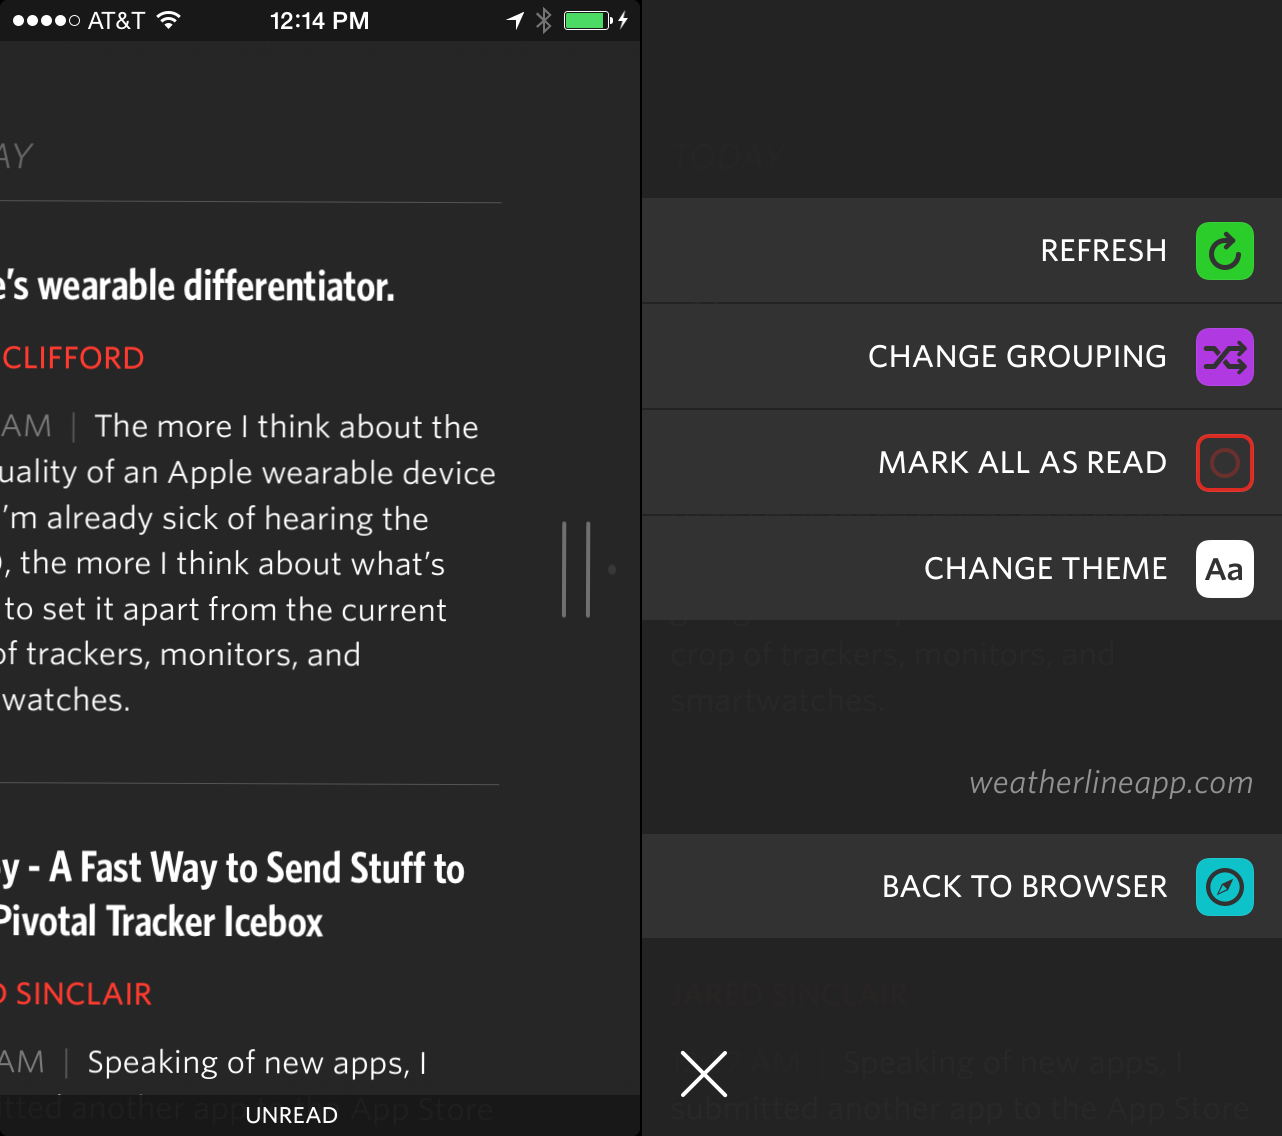 AT&T 12:14 PM
AY
e's wearable differentiator.
CLIFFORD
AM | The more I think about the
uality of an Apple wearable device
'm already sick of hearing the
, the more I think about what's
to set it apart from the current
of trackers, monitors, and
watches.
y - A Fast Way to Send Stuff to
Pivotal Tracker Icebox
D SINCLAIR
AM | Speaking of new apps, I
tted another app to the App Store
UNREAD
TODAY
REFRESH
CHANGE GROUPING
MARK ALL AS READ
CHANGE THEME Aa
crop of trackers, monitors, and
smartwatches.
weatherlineapp.com
BACK TO BROWSER
JARED SINCLAIR
AM | Speaking of new apps, I
submitted another app to the App Store